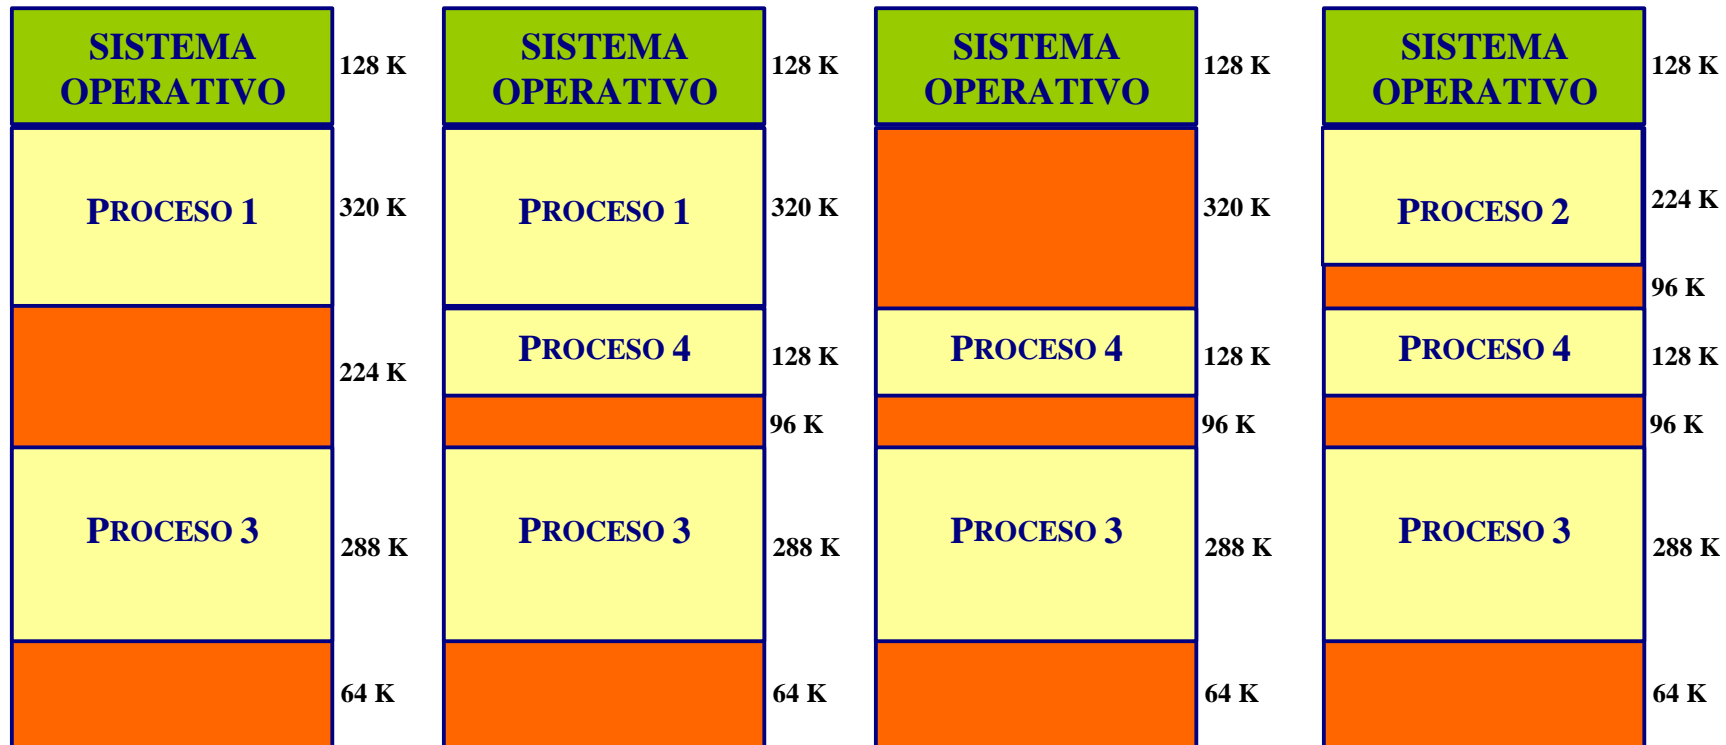 SISTEMA
OPERATIVO
128 K
PROCESO 1
320 K
224 K
PROCESO 3
288 K
64 K
SISTEMA
OPERATIVO
128 K
PROCESO 1
320 K
PROCESO 4
128 K
96 K
PROCESO 3
288 K
64 K
SISTEMA
OPERATIVO
128 K
320 K
PROCESO 4
128 K
96 K
PROCESO 3
288 K
64 K
SISTEMA
OPERATIVO
128 K
PROCESO 2
224 K
96 K
PROCESO 4
128 K
96 K
PROCESO 3
288 K
64 K